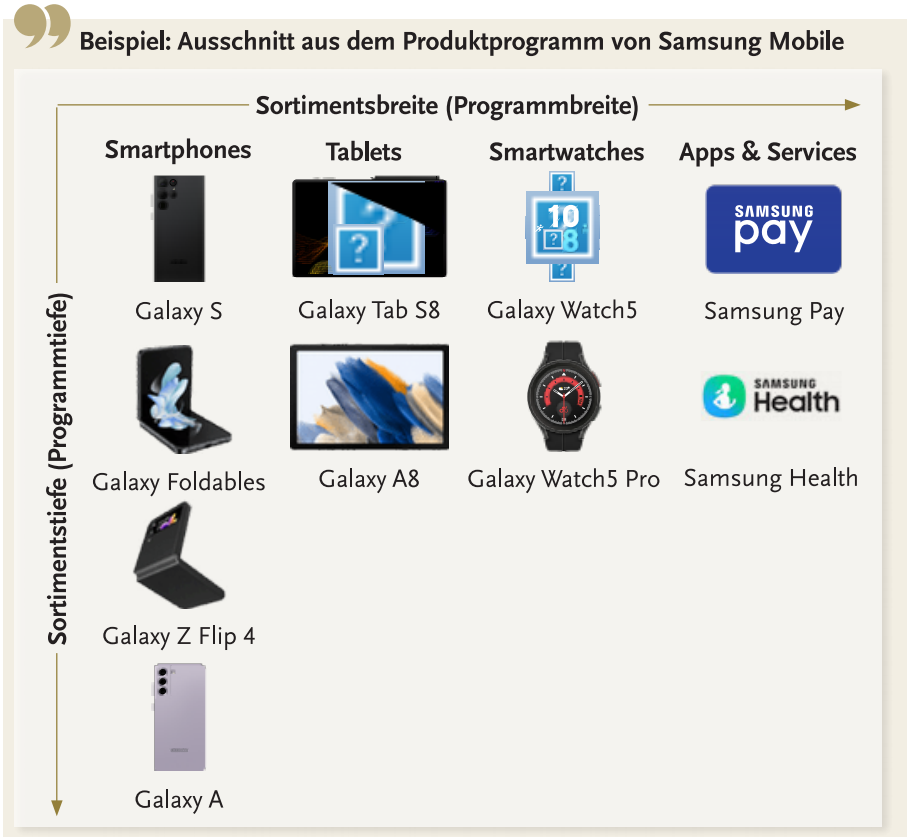 Beispiel: Ausschnitt aus dem Produktprogramm von Samsung Mobile
Sortimentsbreite (Programmbreite)
Sortimentstiefe (Programmtiefe)
Smartphones
Tablets
Smartwatches
Apps & Services
?
?
?
10
?
8
?
SAMSUNG
pay
Galaxy S
Galaxy Tab S8
Galaxy Watch5
Samsung Pay
SAMSUNG
Health
Galaxy Foldables
Galaxy A8
Galaxy Watch5 Pro
Samsung Health
Galaxy Z Flip 4
Galaxy A